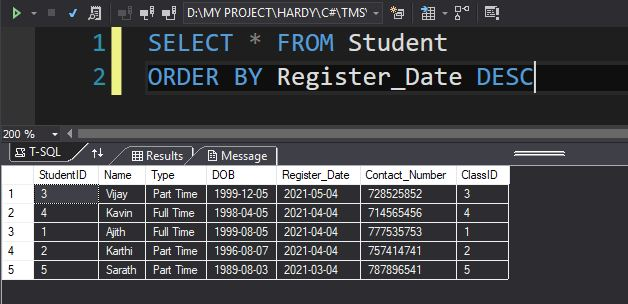 D:\MY PROJECT\HARDY\C#\TMS
1 SELECT * FROM Student
2 ORDER BY Register_Date DESC
200 %
T-SQL Results Message
StudentID Name Type DOB Register_Date Contact_Number ClassID
1 3 Vijay Part Time 1999-12-05 2021-05-04 728525852 3
2 4 Kavin Full Time 1998-04-05 2021-04-04 714565456 4
3 1 Ajith Full Time 1999-08-05 2021-04-04 777535753 1
4 2 Karthi Part Time 1996-08-07 2021-04-04 757414741 2
5 5 Sarath Part Time 1989-08-03 2021-03-04 787896541 5